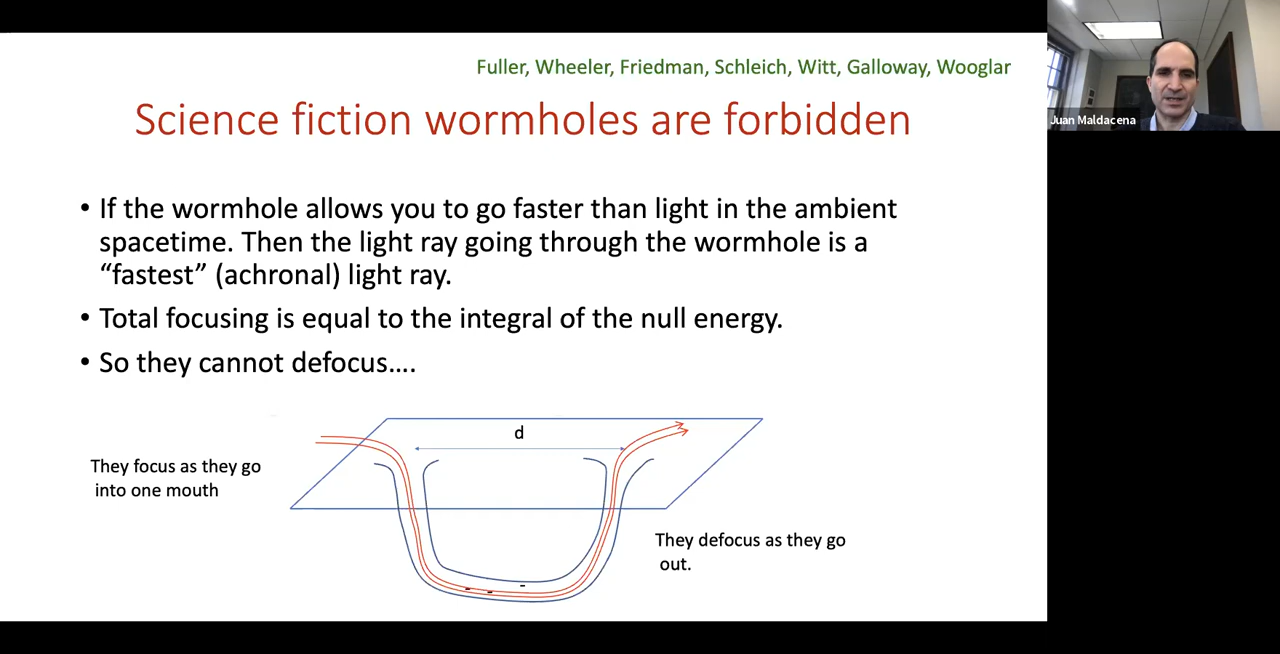 Fuller, Wheeler, Friedman, Schleich, Witt, Galloway, Wooglar
Science fiction wormholes are forbidden
• If the wormhole allows you to go faster than light in the ambient
spacetime. Then the light ray going through the wormhole is a
“fastest” (achronal) light ray.
• Total focusing is equal to the integral of the null energy.
• So they cannot defocus....
d
They focus as they go
into one mouth
They defocus as they go
out.
- - -
Juan Maldacena